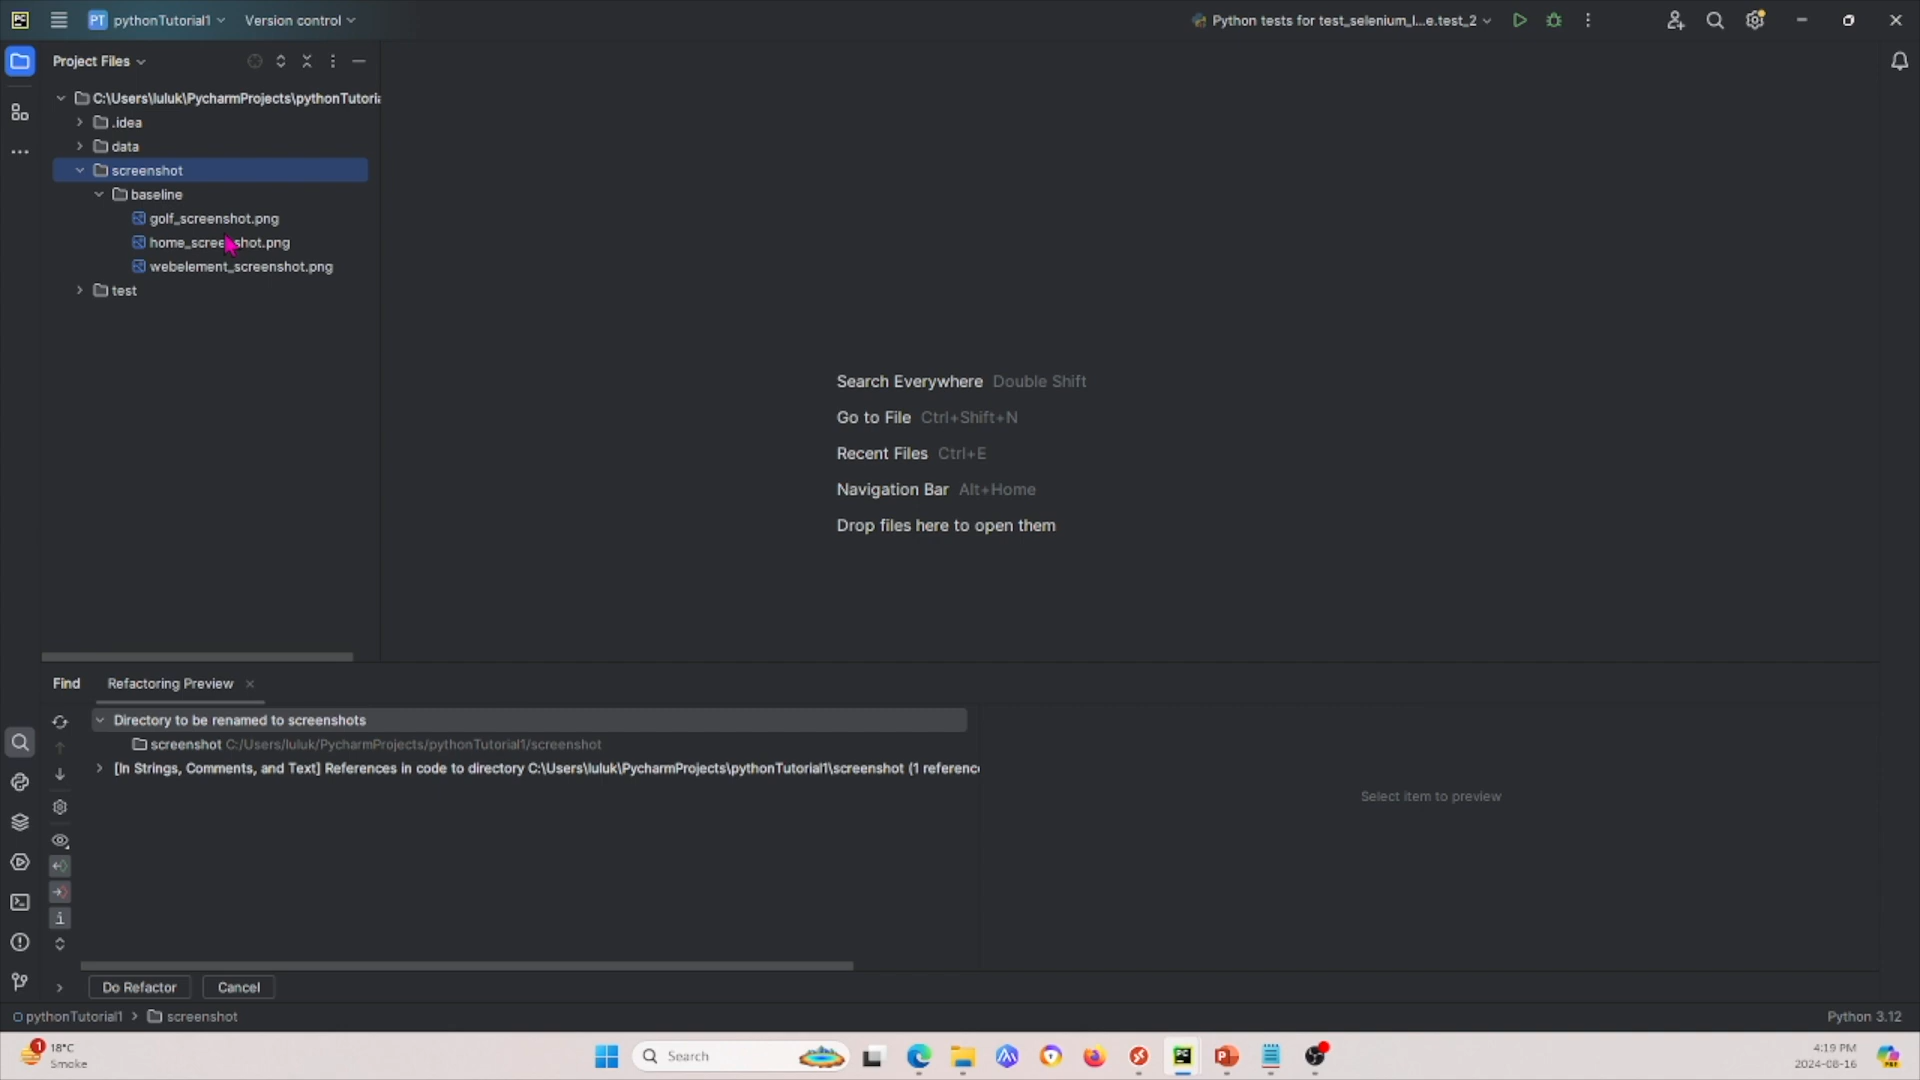 PC
PT pythonTutorial1
Version control
Python tests for test_selenium_l...e.test_2
Project Files
C:\Users\luluk\PycharmProjects\pythonTutoria
.idea
data
screenshot
baseline
golf_screenshot.png
home_screenshot.png
webelement_screenshot.png
test
Search Everywhere Double Shift
Go to File Ctrl+Shift+N
Recent Files Ctrl+E
Navigation Bar Alt+Home
Drop files here to open them
Find
Refactoring Preview
Directory to be renamed to screenshots
screenshot C:/Users/luluk/PycharmProjects/pythonTutorial1/screenshot
[In Strings, Comments, and Text] References in code to directory C:\Users\luluk\PycharmProjects\pythonTutorial1\screenshot (1 referenc
Select item to preview
Do Refactor
Cancel
pythonTutorial1 > screenshot
Python 3.12
1
18°C
Smoke
Search
4:19 PM
2024-08-16